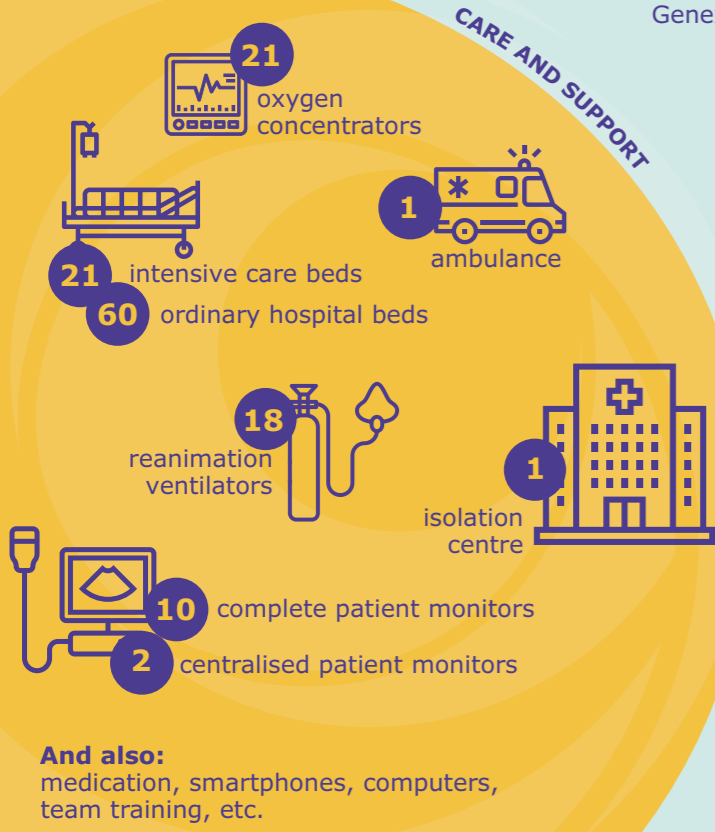 CARE AND SUPPORT
Gene
21
oxygen
concentrators
1
ambulance
21 intensive care beds
60 ordinary hospital beds
18
reanimation
ventilators
1
isolation
centre
10 complete patient monitors
2 centralised patient monitors
And also:
medication, smartphones, computers,
team training, etc.